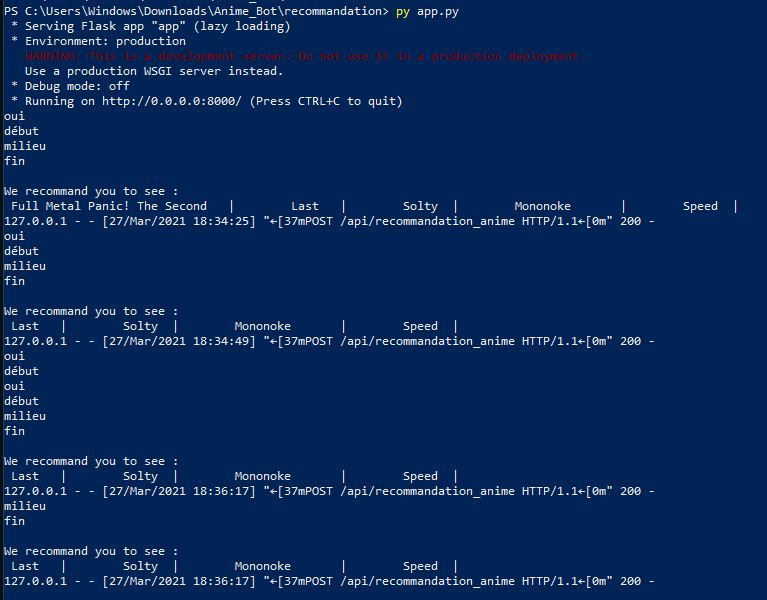 PS C:\Users\Windows\Downloads\Anime_Bot\recommandation> py app.py
 * Serving Flask app "app" (lazy loading)
 * Environment: production
   WARNING: This is a development server. Do not use it in a production deployment.
   Use a production WSGI server instead.
 * Debug mode: off
 * Running on http://0.0.0.0:8000/ (Press CTRL+C to quit)
oui
début
milieu
fin

We recommand you to see :
 Full Metal Panic! The Second   |        Last   |        Solty  |        Mononoke       |        Speed  |
127.0.0.1 - - [27/Mar/2021 18:34:25] "←[37mPOST /api/recommandation_anime HTTP/1.1←[0m" 200 -
oui
début
milieu
fin

We recommand you to see :
 Last   |        Solty  |        Mononoke       |        Speed  |
127.0.0.1 - - [27/Mar/2021 18:34:49] "←[37mPOST /api/recommandation_anime HTTP/1.1←[0m" 200 -
oui
début
oui
début
milieu
fin

We recommand you to see :
 Last   |        Solty  |        Mononoke       |        Speed  |
127.0.0.1 - - [27/Mar/2021 18:36:17] "←[37mPOST /api/recommandation_anime HTTP/1.1←[0m" 200 -
milieu
fin

We recommand you to see :
 Last   |        Solty  |        Mononoke       |        Speed  |
127.0.0.1 - - [27/Mar/2021 18:36:17] "←[37mPOST /api/recommandation_anime HTTP/1.1←[0m" 200 -